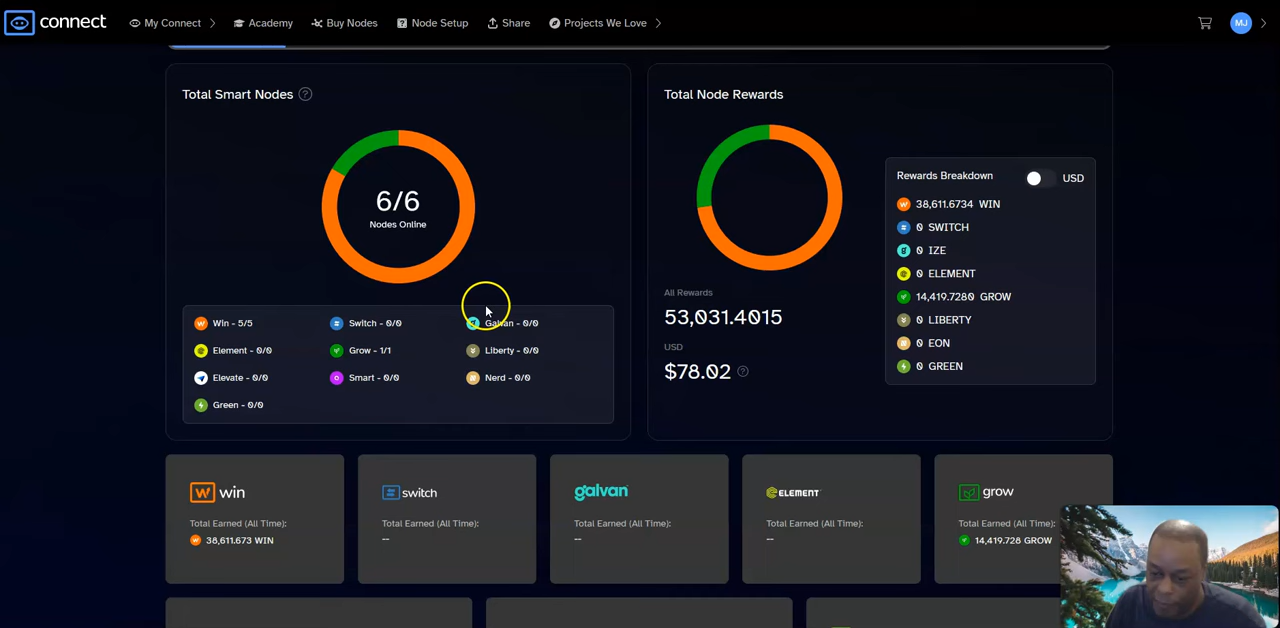 connect My Connect Academy Buy Nodes Node Setup Share Projects We Love MJ
Total Smart Nodes ?
6/6
Nodes Online
Win - 5/5 Switch - 0/0 Galvan - 0/0
Element - 0/0 Grow - 1/1 Liberty - 0/0
Elevate - 0/0 Smart - 0/0 Nerd - 0/0
Green - 0/0
Total Node Rewards
All Rewards
53,031.4015
USD
$78.02 ?
Rewards Breakdown USD
38,611.6734 WIN
0 SWITCH
0 IZE
0 ELEMENT
14,419.7280 GROW
0 LIBERTY
0 EON
0 GREEN
win
Total Earned (All Time):
38,611.673 WIN
switch
Total Earned (All Time):
--
galvan
Total Earned (All Time):
--
ELEMENT
Total Earned (All Time):
--
grow
Total Earned (All Time):
14,419.728 GROW